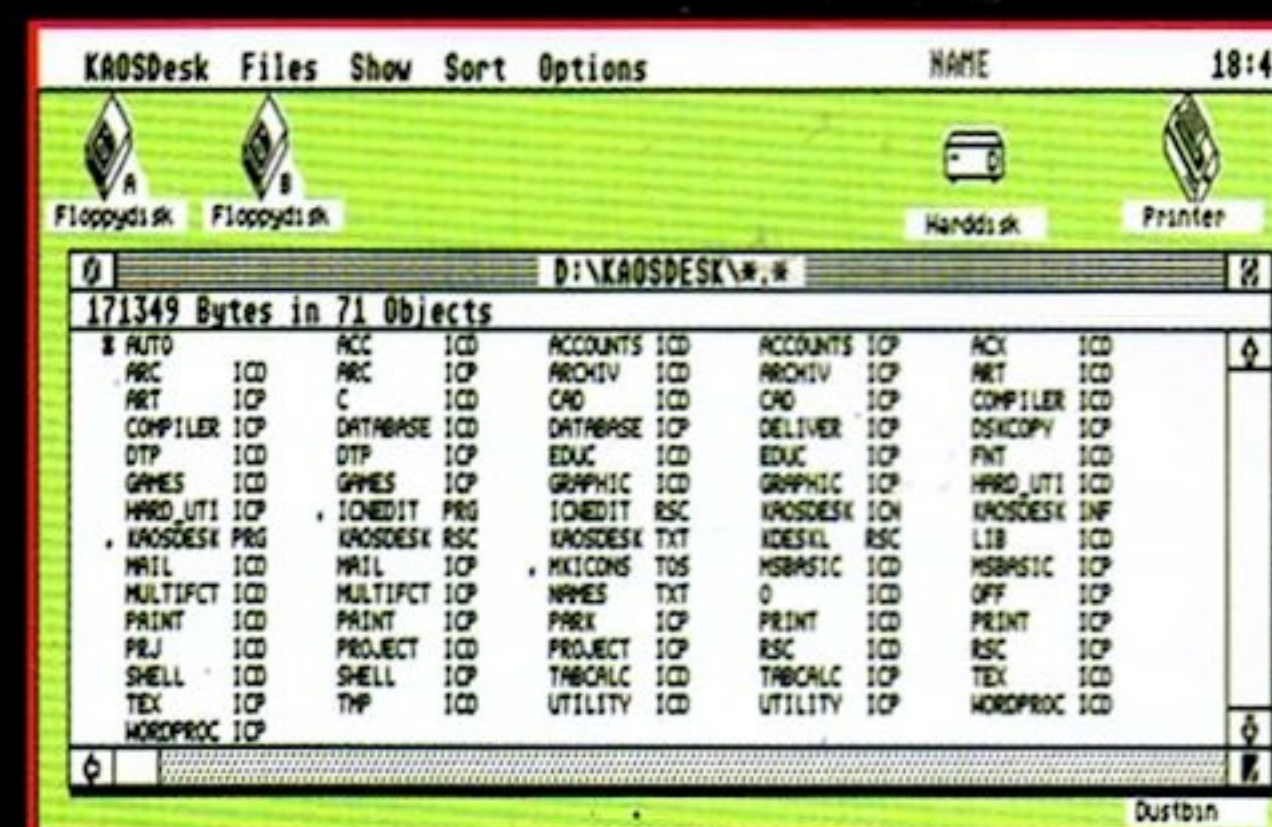 KAOSDesk Files Show Sort Options NAME 18:4
A B
Floppydisk Floppydisk Harddisk Printer
D:\KAOSDESK\*.*
171349 Bytes in 71 Objects
AUTO ACC ICD ACCOUNTS ICD ACCOUNTS ICP ACX ICD
ARC ICD ARC ICP ARCHIV ICD ARCHIV ICP ART ICD
ART ICP C ICD CAD ICD CAD ICP COMPILER ICD
COMPILER ICP DATABASE ICD DATABASE ICP DELIVER ICP DSKCOPY ICP
DTP ICD DTP ICP EDUC ICD EDUC ICP FNT ICD
GAMES ICD GAMES ICP GRAPHIC ICD GRAPHIC ICP HARD_UTI ICD
HARD_UTI ICP ICNEDIT PRG ICNEDIT RSC KAOSDESK ICN KAOSDESK INF
KAOSDESK PRG KAOSDESK RSC KAOSDESK TXT KDESKL RSC LIB ICD
MAIL ICD MAIL ICP MKICONS TOS MSBASIC ICD MSBASIC ICP
MULTIFCT ICD MULTIFCT ICP NAMES TXT O ICD OFF ICP
PAINT ICD PAINT ICP PARK ICP PRINT ICD PRINT ICP
PRJ ICD PROJECT ICD PROJECT ICP RSC ICD RSC ICP
SHELL ICD SHELL ICP TABCALC ICD TABCALC ICP TEX ICD
TEX ICP TMP ICD UTILITY ICD UTILITY ICP WORDPROC ICD
WORDPROC ICP
Dustbin